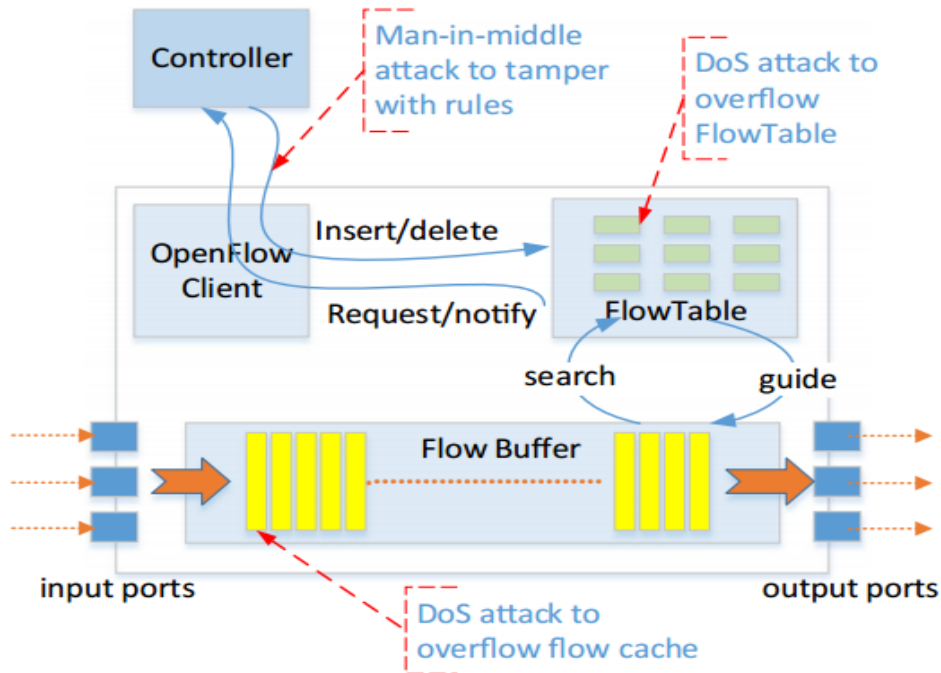 Controller
Man-in-middle
attack to tamper
with rules
DoS attack to
overflow
FlowTable
OpenFlow
Client
Insert/delete
Request/notify
FlowTable
search
guide
Flow Buffer
input ports
output ports
DoS attack to
overflow flow cache